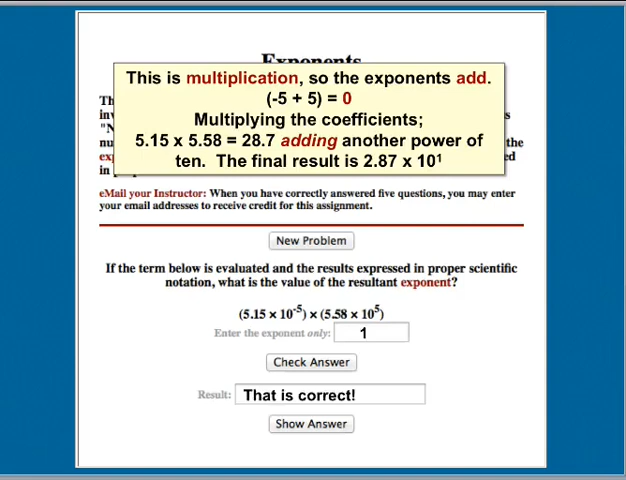 Exponents
This is multiplication, so the exponents add.
(-5 + 5) = 0
Multiplying the coefficients;
5.15 x 5.58 = 28.7 adding another power of
ten. The final result is 2.87 x 10¹
the
in
eMail your Instructor: When you have correctly answered five questions, you may enter
your email addresses to receive credit for this assignment.
New Problem
If the term below is evaluated and the results expressed in proper scientific
notation, what is the value of the resultant exponent?
(5.15 × 10⁻⁵) × (5.58 × 10⁵)
Enter the exponent only: 1
Check Answer
Result: That is correct!
Show Answer